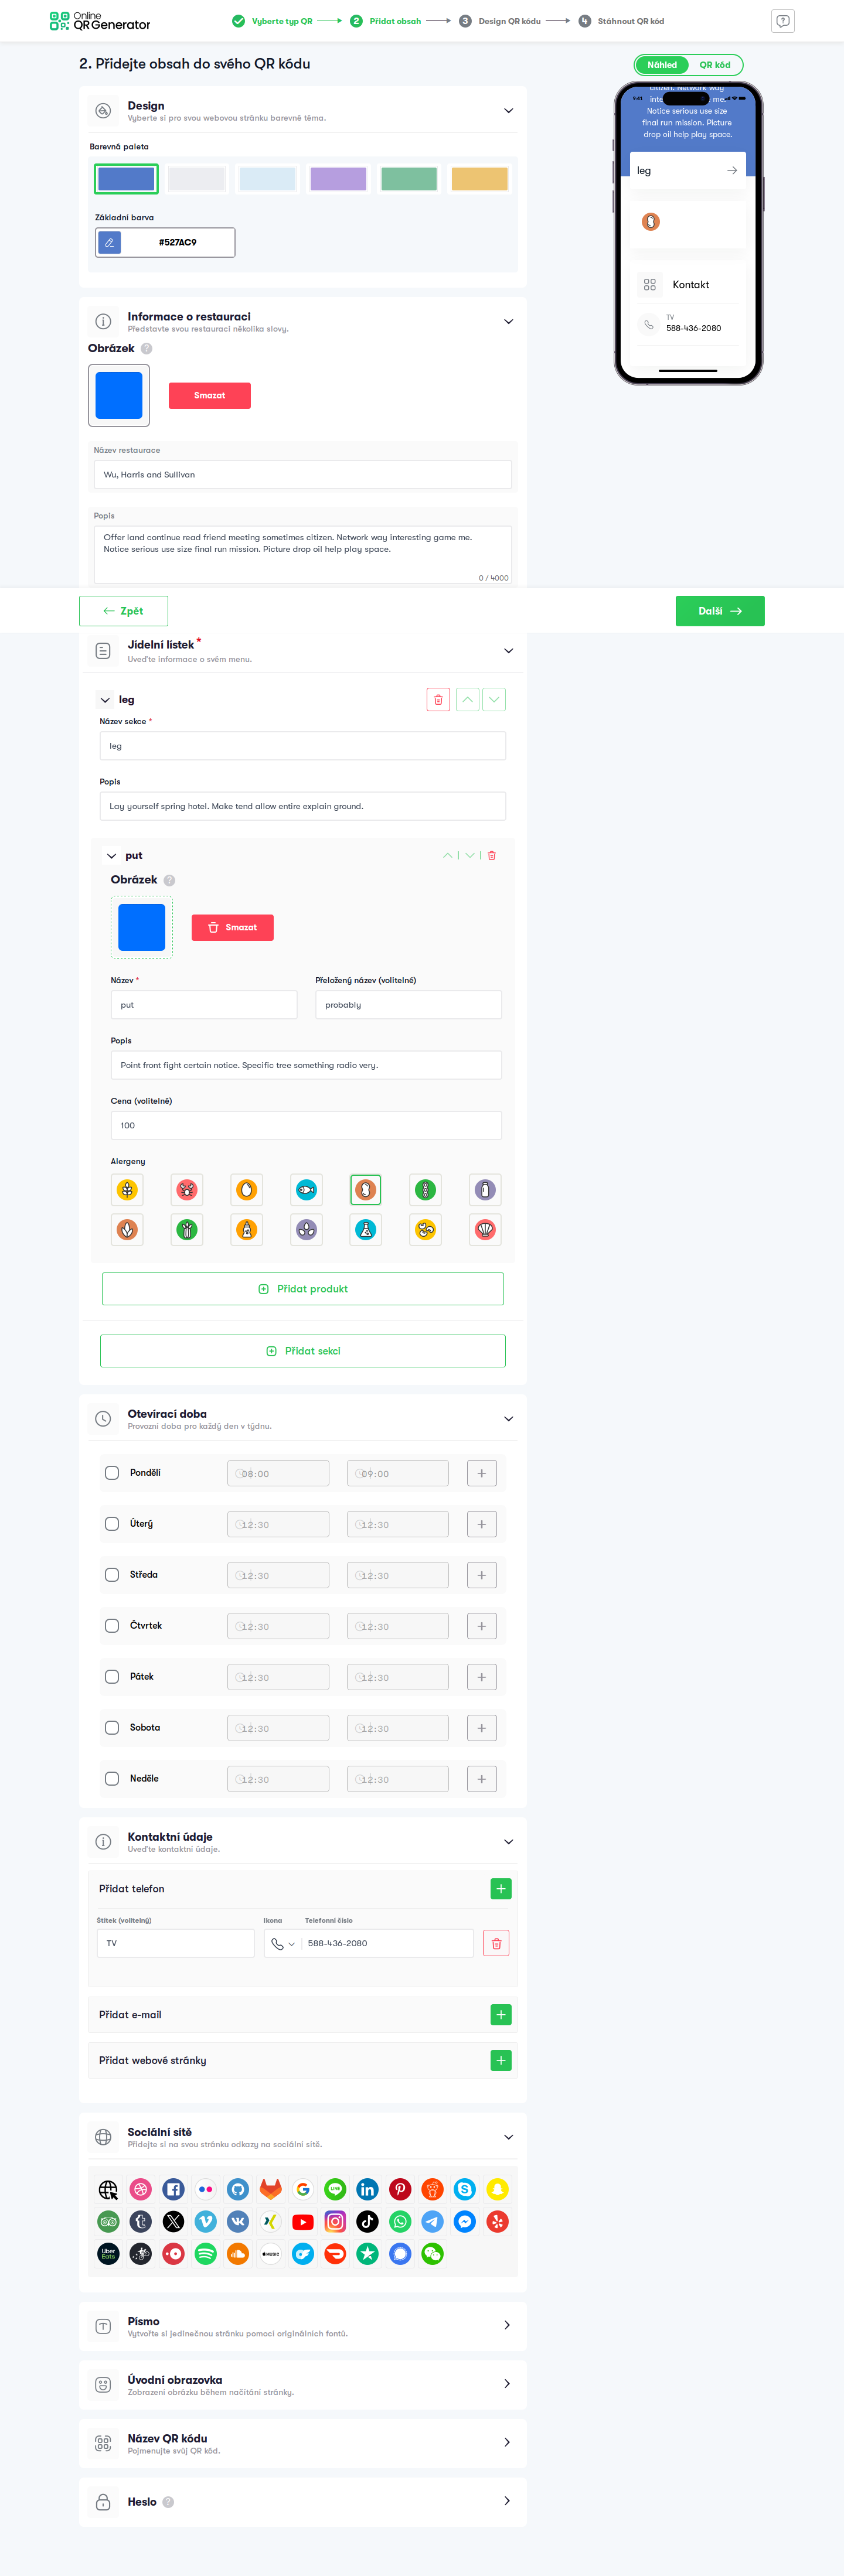 Online
QR Generator
Vyberte typ QR
2 Přidat obsah
3 Design QR kódu
4 Stáhnout QR kód
2. Přidejte obsah do svého QR kódu
Náhled
QR kód
Design
Vyberte si pro svou webovou stránku barevné téma.
Barevná paleta
Základní barva
#527AC9
Informace o restauraci
Představte svou restauraci několika slovy.
Obrázek ?
Smazat
Název restaurace
Wu, Harris and Sullivan
Popis
Offer land continue read friend meeting sometimes citizen. Network way interesting game me.
Notice serious use size final run mission. Picture drop oil help play space.
0 / 4000
9:41
citizen. Network way
Notice serious use size
final run mission. Picture
drop oil help play space.
leg
Kontakt
TV
588-436-2080
Zpět
Další
Jídelní lístek *
Uveďte informace o svém menu.
leg
Název sekce *
leg
Popis
Lay yourself spring hotel. Make tend allow entire explain ground.
put
Obrázek ?
Smazat
Název *
Přeložený název (volitelné)
put
probably
Popis
Point front fight certain notice. Specific tree something radio very.
Cena (volitelné)
100
Alergeny
Přidat produkt
Přidat sekci
Otevírací doba
Provozní doba pro každý den v týdnu.
Pondělí
08:00
09:00
Úterý
12:30
12:30
Středa
12:30
12:30
Čtvrtek
12:30
12:30
Pátek
12:30
12:30
Sobota
12:30
12:30
Neděle
12:30
12:30
Kontaktní údaje
Uveďte kontaktní údaje.
Přidat telefon
Štítek (volitelný)
Ikona
Telefonní číslo
TV
588-436-2080
Přidat e-mail
Přidat webové stránky
Sociální sítě
Přidejte si na svou stránku odkazy na sociální sítě.
LINE
Uber
Eats
MUSIC
Písmo
Vytvořte si jedinečnou stránku pomocí originálních fontů.
Úvodní obrazovka
Zobrazení obrázku během načítání stránky.
Název QR kódu
Pojmenujte svůj QR kód.
Heslo ?